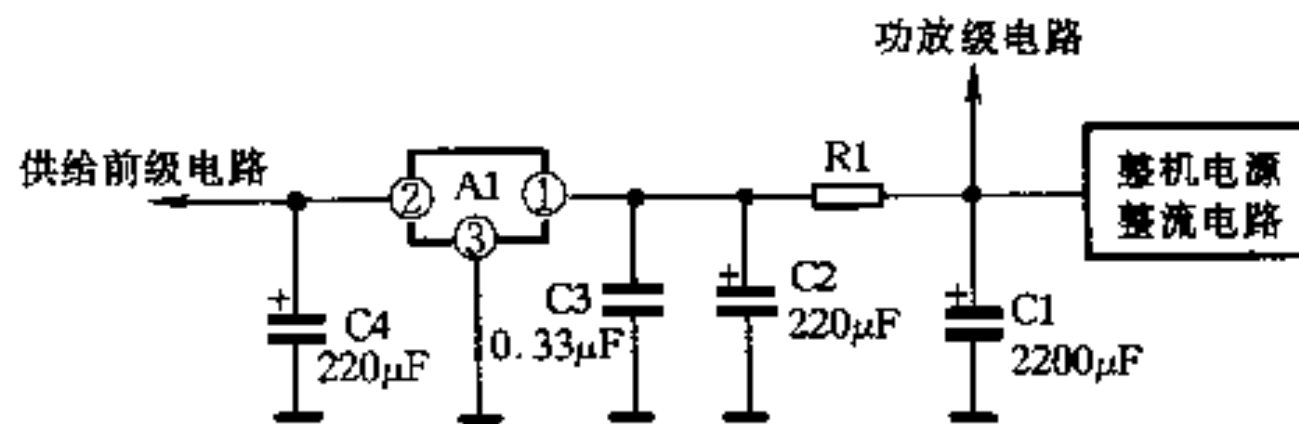 功放级电路
供给前级电路
②
A1
①
③
R1
整机电源
整流电路
C4
220μF
C3
0.33μF
C2
220μF
C1
2200μF
+
+
+